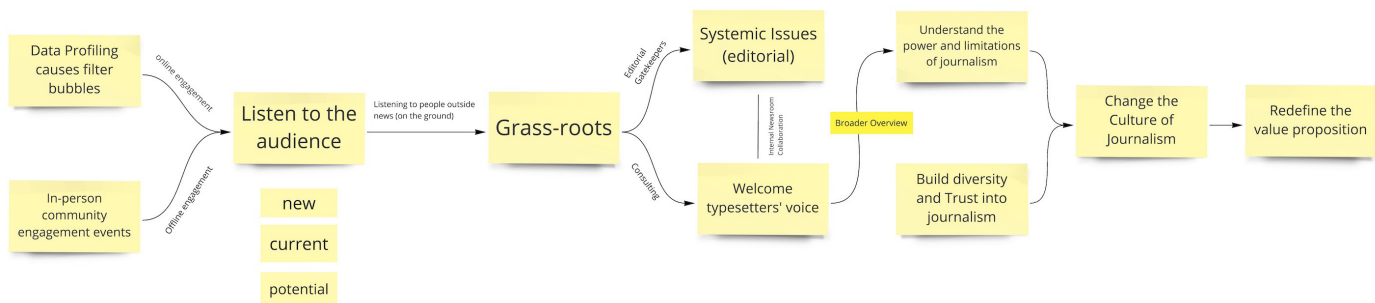 Data Profiling
causes filter
bubbles
online engagement
In-person
community
engagement events
Offline engagement
Listen to the
audience
new
current
potential
Listening to people outside
news (on the ground)
Grass-roots
Editorial
Gatekeepers
Consulting
Systemic Issues
(editorial)
Internal Newsroom
Collaboration
Welcome
typesetters' voice
Broader Overview
Understand the
power and limitations
of journalism
Build diversity
and Trust into
journalism
Change the
Culture of
Journalism
Redefine the
value proposition